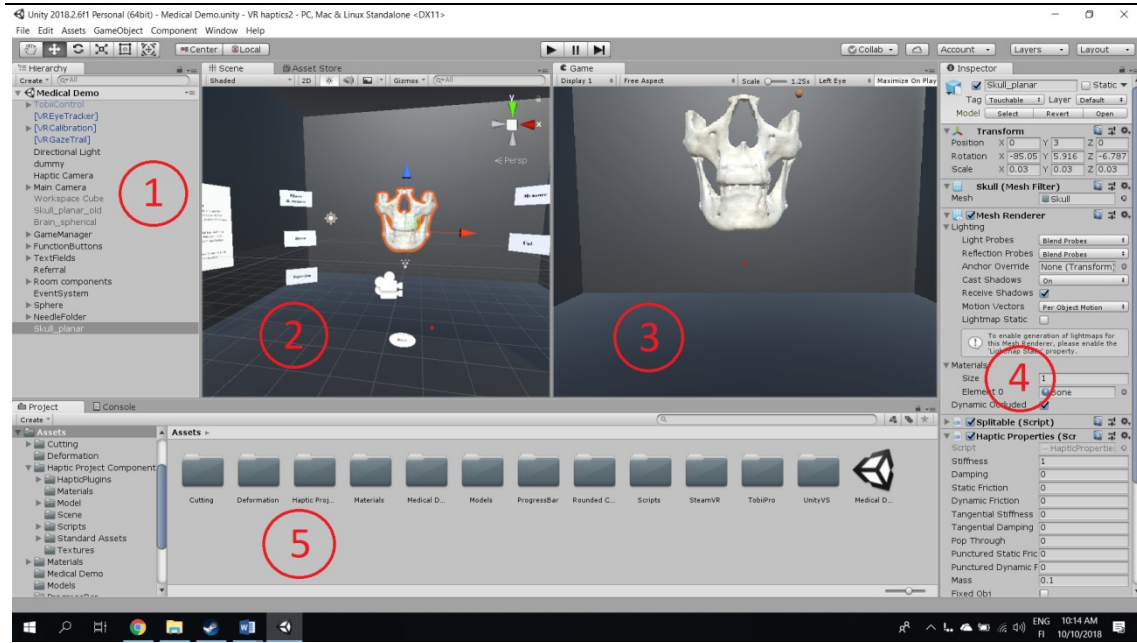 Unity 2018.2.6f1 Personal (64bit) - Medical Demo.unity - VR haptics2 - PC, Mac & Linux Standalone <DX11>
File Edit Assets GameObject Component Window Help
Center Local
Collab Account Layers Layout
Hierarchy
Create All
Medical Demo
TobiiControl
[VREyeTracker]
[VRCalibration]
[VRGazeTrail]
Directional Light
dummy
Haptic Camera
Main Camera
Workspace Cube
Skull_planar_old
Brain_spherical
GameManager
FunctionButtons
TextFields
Referral
Room components
EventSystem
Sphere
NeedleFolder
Skull_planar
1
Scene Asset Store
Shaded 2D Gizmos All
y
x
Persp
2
Game
Display 1 Free Aspect Scale 1.25x Left Eye Maximize On Play
3
Inspector
Skull_planar Static
Tag Touchable Layer Default
Model Select Revert Open
Transform
Position X 0 Y 3 Z 0
Rotation X -85.05 Y 5.916 Z -6.787
Scale X 0.03 Y 0.03 Z 0.03
Skull (Mesh Filter)
Mesh Skull
Mesh Renderer
Lighting
Light Probes Blend Probes
Reflection Probes Blend Probes
Anchor Override None (Transform)
Cast Shadows On
Receive Shadows
Motion Vectors Per Object Motion
Lightmap Static
To enable generation of lightmaps for
this Mesh Renderer, please enable the
'Lightmap Static' property.
Materials
Size 1
Element 0 Bone
Dynamic Occluded
4
Splitable (Script)
Haptic Properties (Scr
Script HapticPropertie
Stiffness 1
Damping 0
Static Friction 0
Dynamic Friction 0
Tangential Stiffness 0
Tangential Damping 0
Pop Through 0
Punctured Static Fric 0
Punctured Dynamic F 0
Mass 0.1
Fixed Obj
Project Console
Create
Assets
Cutting
Deformation
Haptic Project Component
HapticPlugins
Materials
Model
Scene
Scripts
Standard Assets
Textures
Materials
Medical Demo
Models
ProgressBar
Assets
Cutting Deformation Haptic Proj... Materials Medical D... Models ProgressBar Rounded C... Scripts SteamVR TobiiPro UnityVS Medical D...
5
ENG 10:14 AM
FI 10/10/2018